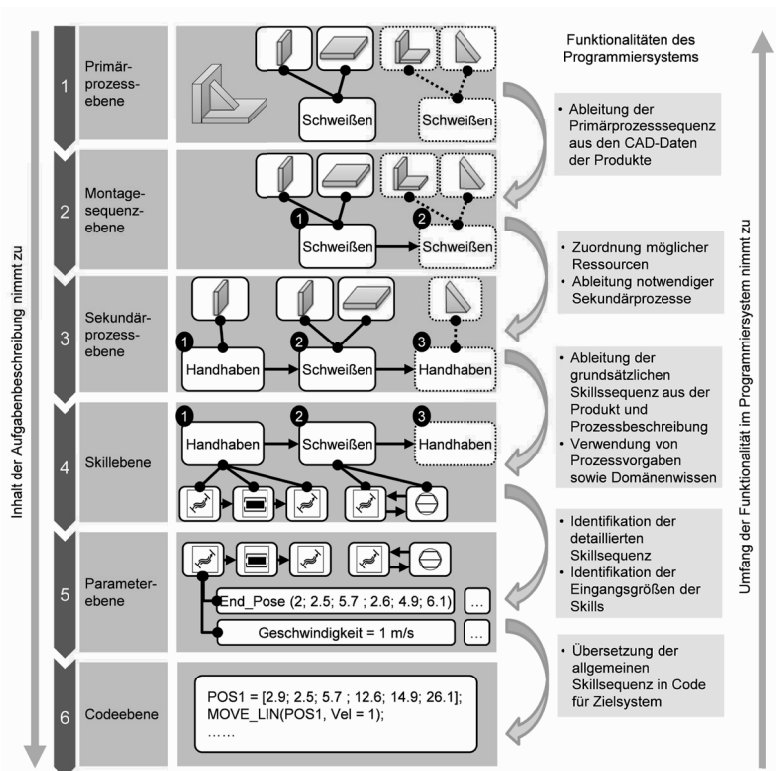 Inhalt der Aufgabenbeschreibung nimmt zu
Funktionalitäten des
Programmiersystems
1
Primär-
prozess-
ebene
Schweißen
Schweißen
• Ableitung der
Primärprozesssequenz
aus den CAD-Daten
der Produkte
2
Montage-
sequenz-
ebene
1
Schweißen
2
Schweißen
• Zuordnung möglicher
Ressourcen
• Ableitung notwendiger
Sekundärprozesse
3
Sekundär-
prozess-
ebene
1
Handhaben
2
Schweißen
3
Handhaben
• Ableitung der
grundsätzlichen
Skillssequenz aus der
Produkt und
Prozessbeschreibung
• Verwendung von
Prozessvorgaben
sowie Domänenwissen
4
Skillebene
1
Handhaben
2
Schweißen
3
Handhaben
• Identifikation der
detaillierten
Skillsequenz
• Identifikation der
Eingangsgrößen der
Skills
5
Parameter-
ebene
End_Pose (2; 2.5; 5.7 ; 2.6; 4.9; 6.1)
...
Geschwindigkeit = 1 m/s
...
• Übersetzung der
allgemeinen
Skillsequenz in Code
für Zielsystem
6
Codeebene
POS1 = [2.9; 2.5; 5.7 ; 12.6; 14.9; 26.1];
MOVE_LIN(POS1, Vel = 1);
……
Umfang der Funktionalität im Programmiersystem nimmt zu